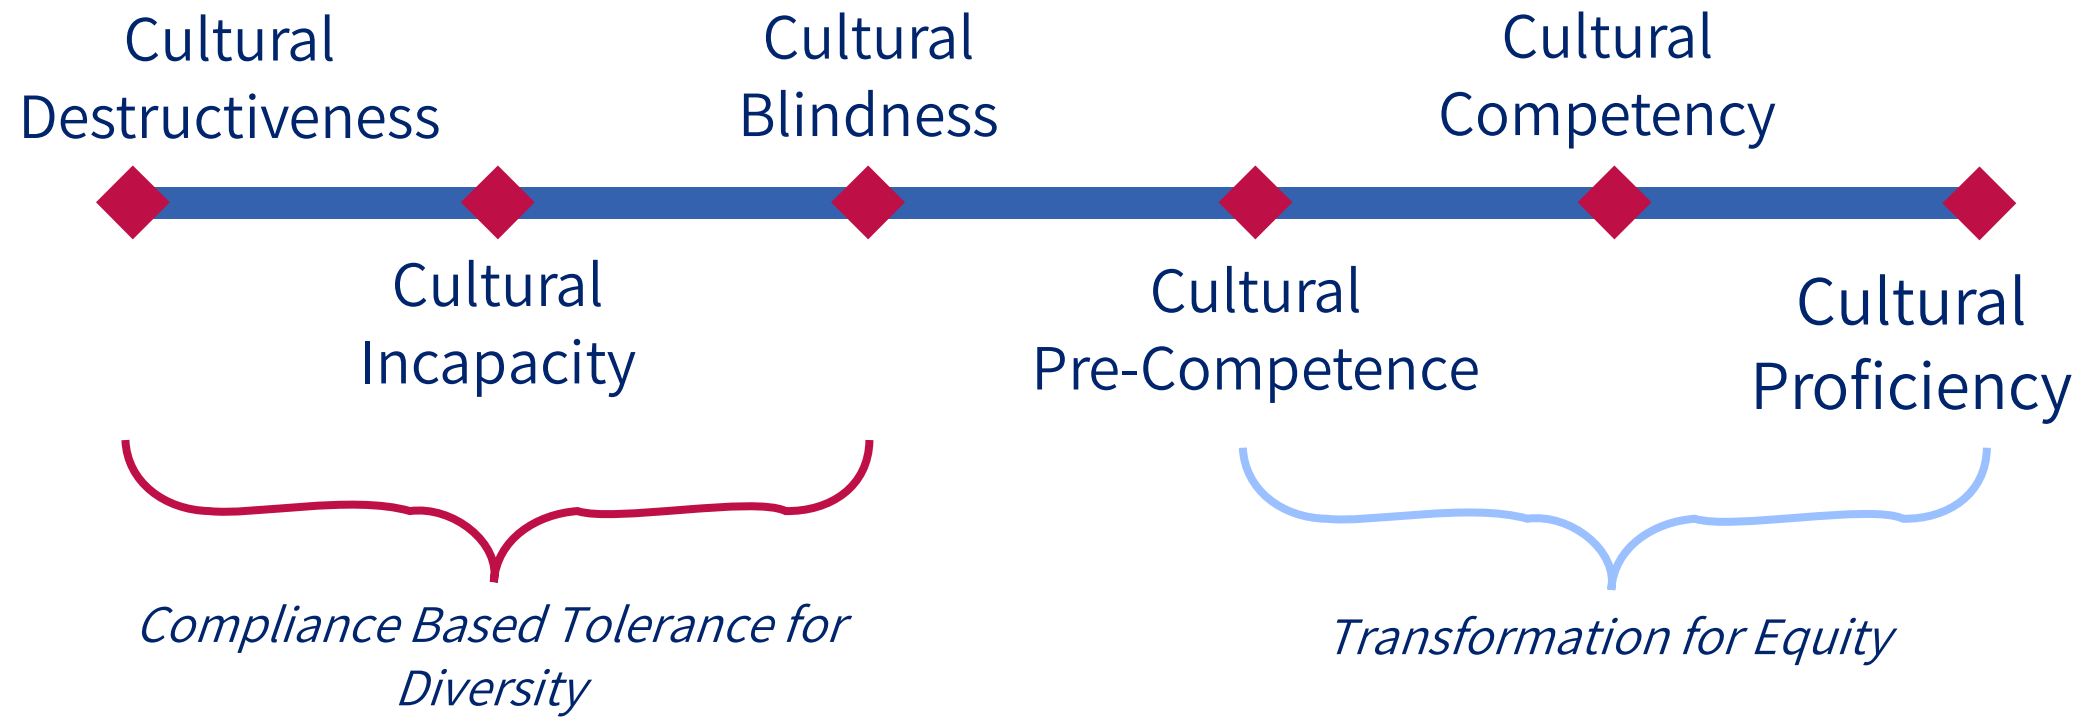 Cultural
Destructiveness
Cultural
Blindness
Cultural
Competency
Cultural
Incapacity
Cultural
Pre-Competence
Cultural
Proficiency
Compliance Based Tolerance for
Diversity
Transformation for Equity